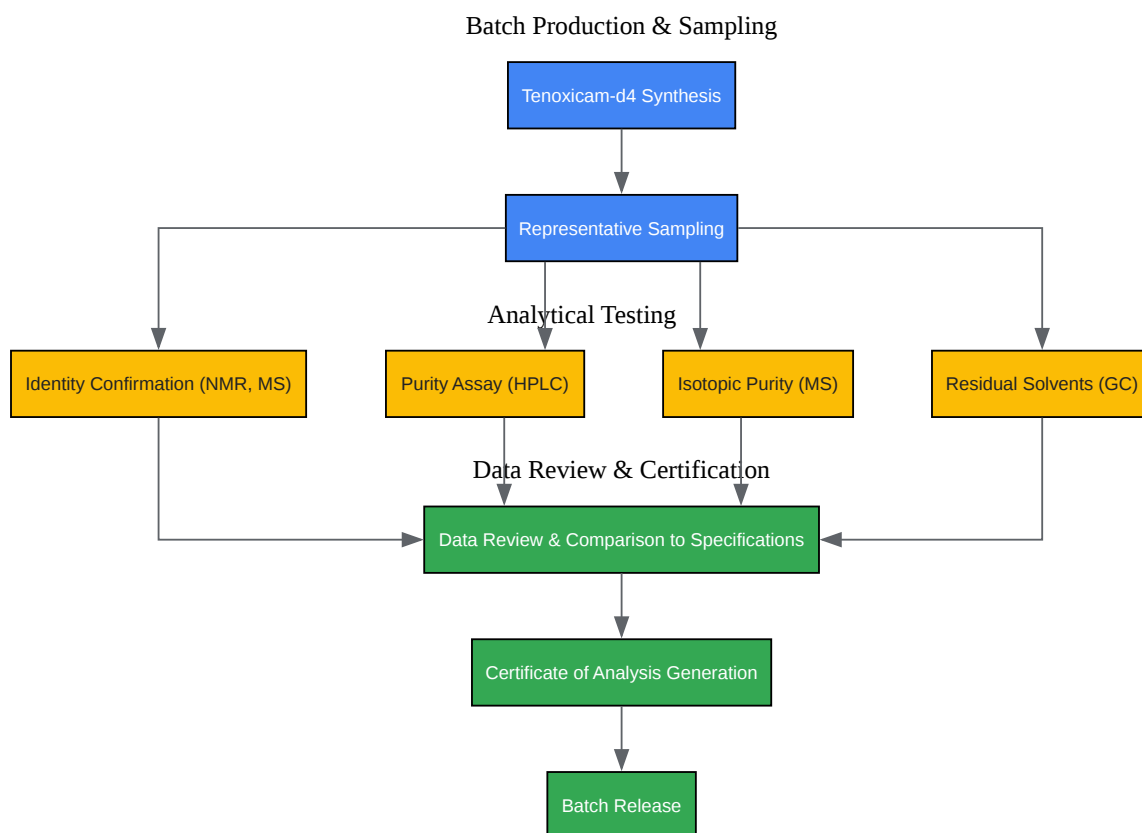 Batch Production & Sampling
Tenoxicam-d4 Synthesis
Representative Sampling
Analytical Testing
Identity Confirmation (NMR, MS)
Purity Assay (HPLC)
Isotopic Purity (MS)
Residual Solvents (GC)
Data Review & Certification
Data Review & Comparison to Specifications
Certificate of Analysis Generation
Batch Release